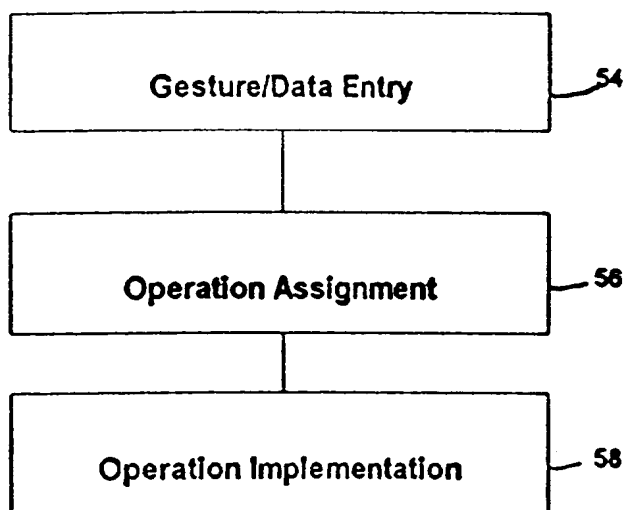 Gesture/Data Entry 54
Operation Assignment 56
Operation Implementation 58